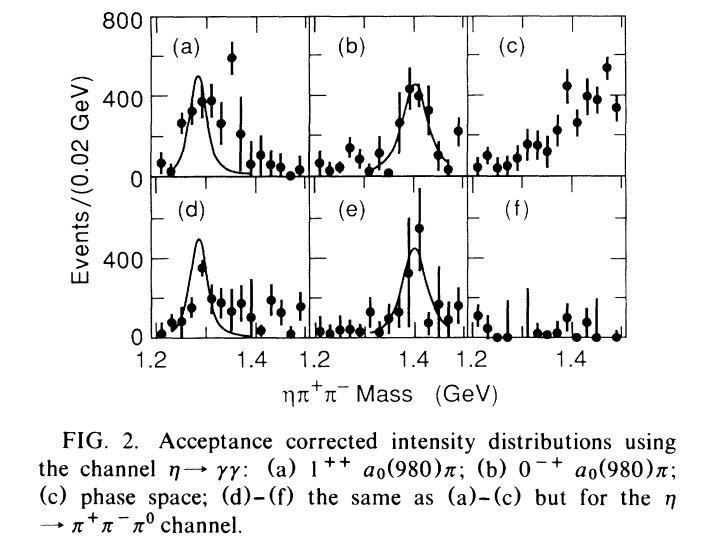 800
(a)
(b)
(c)
400
0
(d)
(e)
(f)
400
0
1.2
1.4
1.2
1.4
1.2
1.4
Events/(0.02 GeV)
ηπ⁺π⁻ Mass (GeV)
FIG. 2. Acceptance corrected intensity distributions using
the channel η→ γγ: (a) 1⁺⁺ a₀(980)π; (b) 0⁻⁺ a₀(980)π;
(c) phase space; (d)–(f) the same as (a)–(c) but for the η
→ π⁺π⁻π⁰ channel.